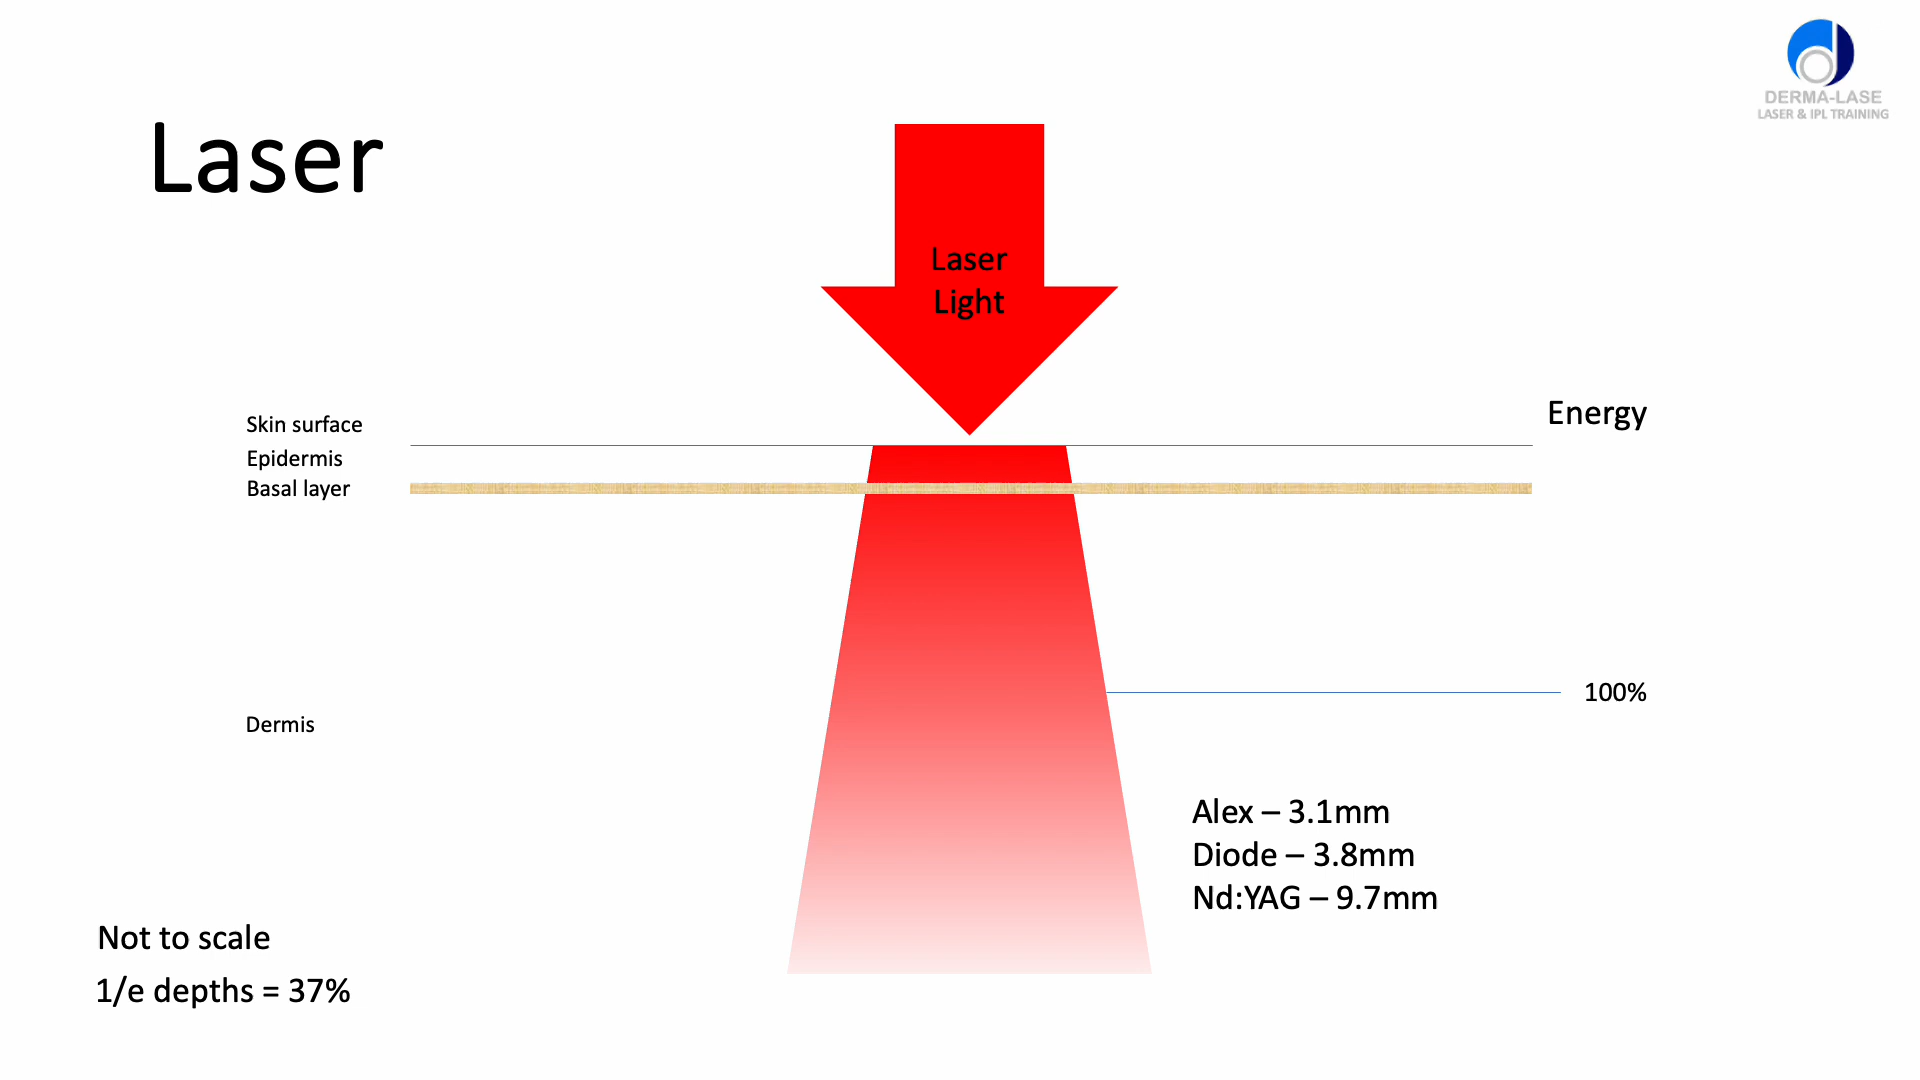 DERMA-LASE
LASER & IPL TRAINING
Laser
Laser
Light
Skin surface
Energy
Epidermis
Basal layer
100%
Dermis
Alex – 3.1mm
Diode – 3.8mm
Nd:YAG – 9.7mm
Not to scale
1/e depths = 37%